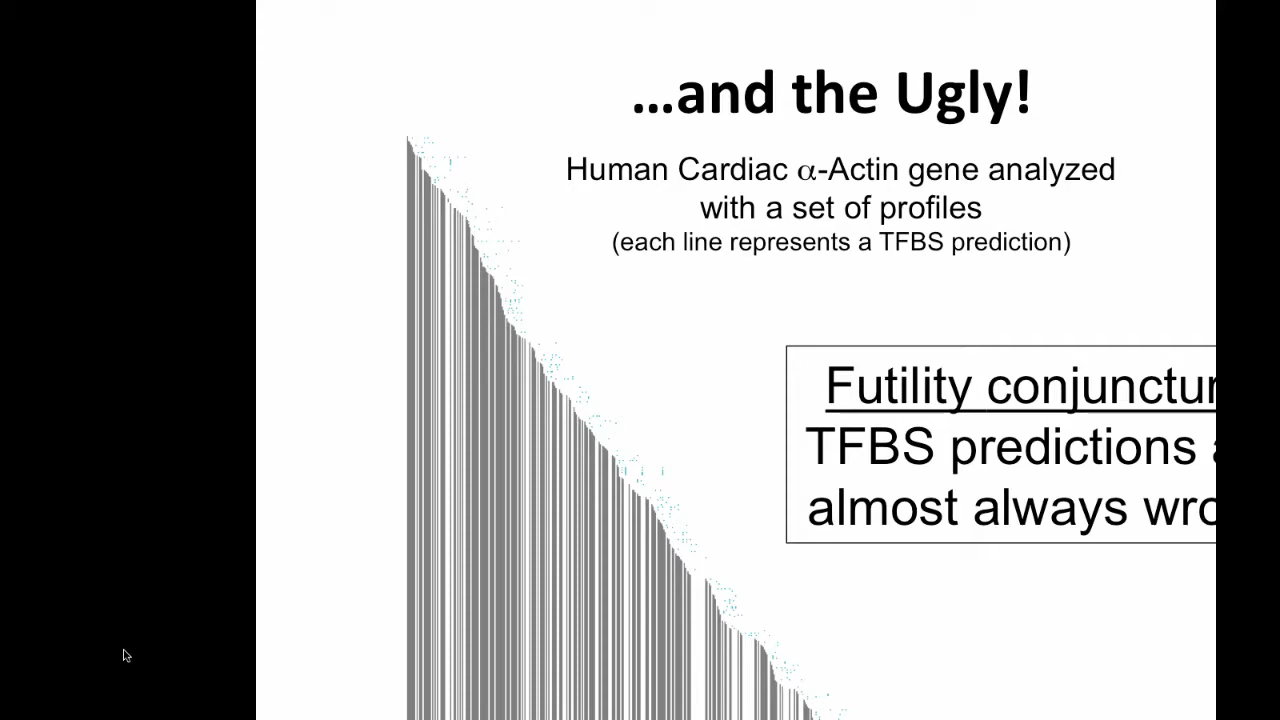 ...and the Ugly!
Human Cardiac α-Actin gene analyzed
with a set of profiles
(each line represents a TFBS prediction)
Futility conjunctur
TFBS predictions
almost always